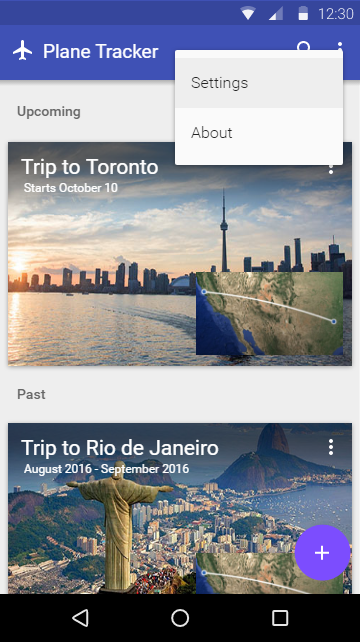 12:30
Plane Tracker
Settings
About
Upcoming
Trip to Toronto
Starts October 10
Past
Trip to Rio de Janeiro
August 2016 - September 2016